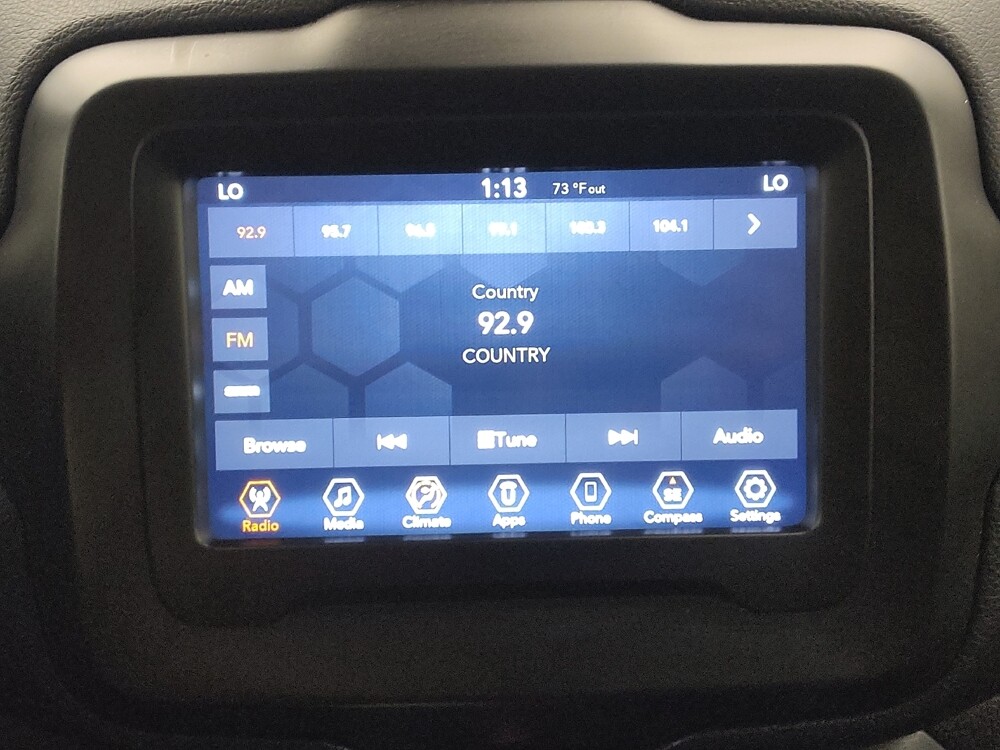 LO 1:13 73 °F out LO
92.9 95.7 104.1
AM
Country
92.9
FM
COUNTRY
Browse Tune Audio
Radio Media Climate Apps Phone SE Compass Settings